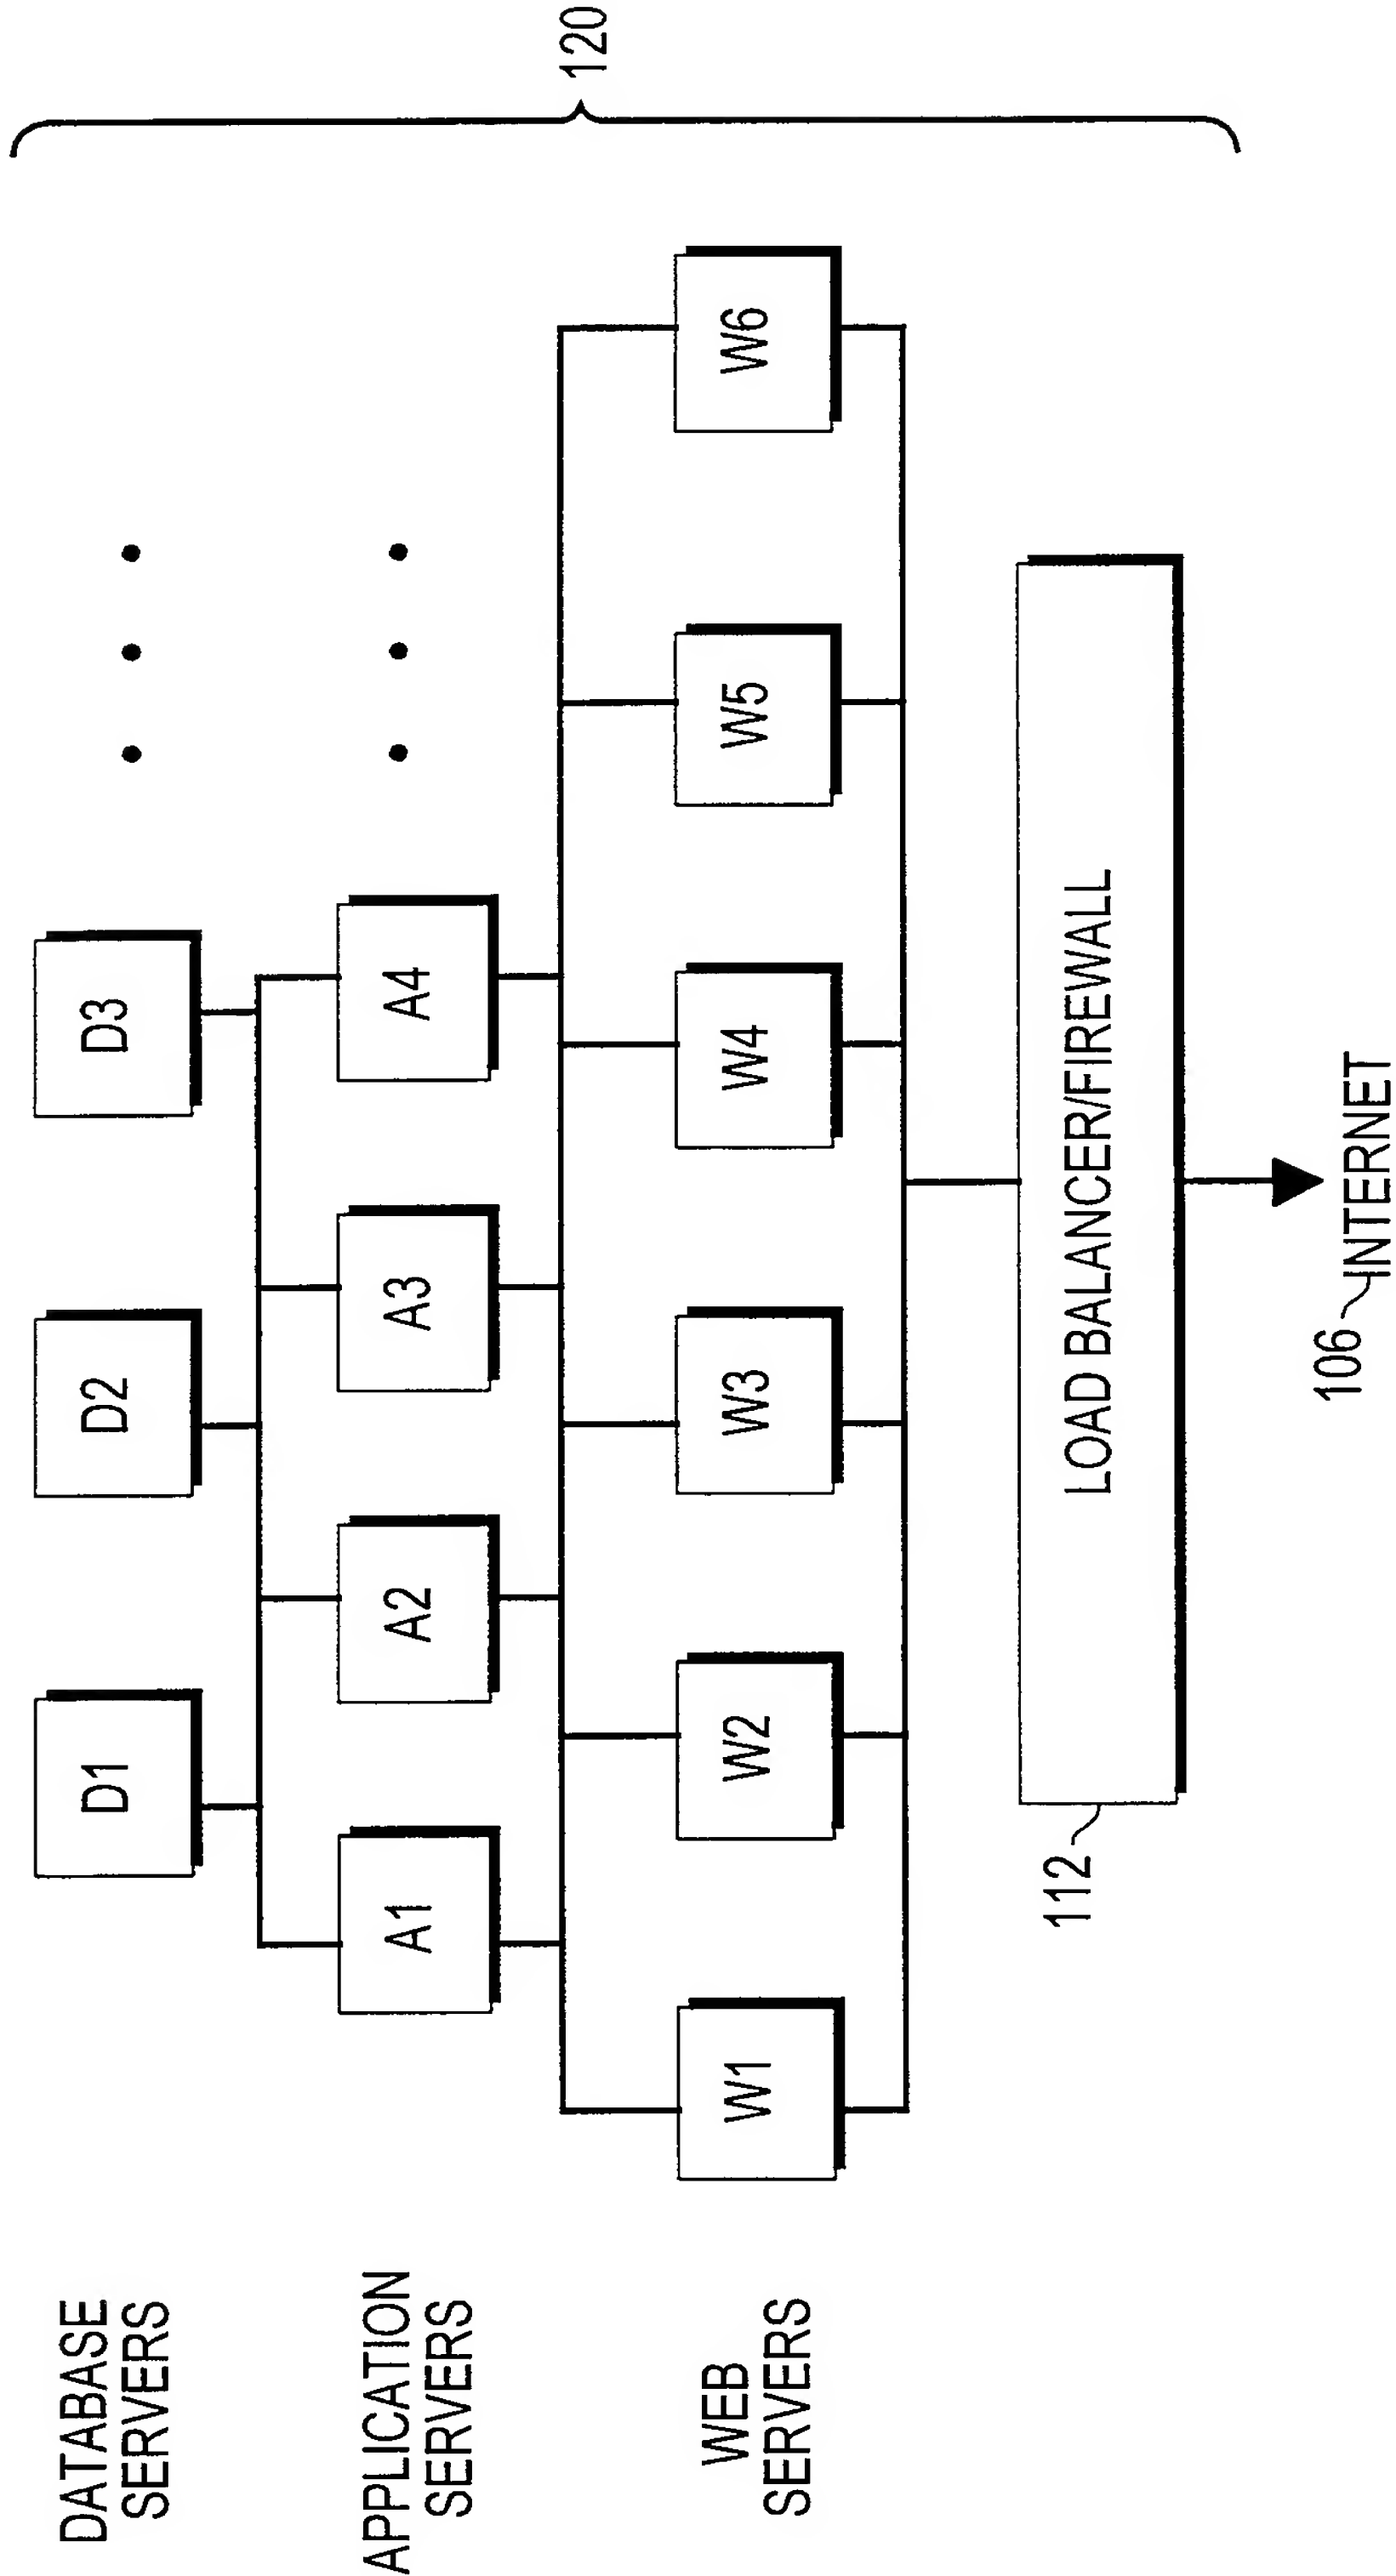 120
DATABASE
SERVERS
D1
D2
D3
APPLICATION
SERVERS
A1
A2
A3
A4
WEB
SERVERS
W1
W2
W3
W4
W5
W6
112
LOAD BALANCER/FIREWALL
106
INTERNET